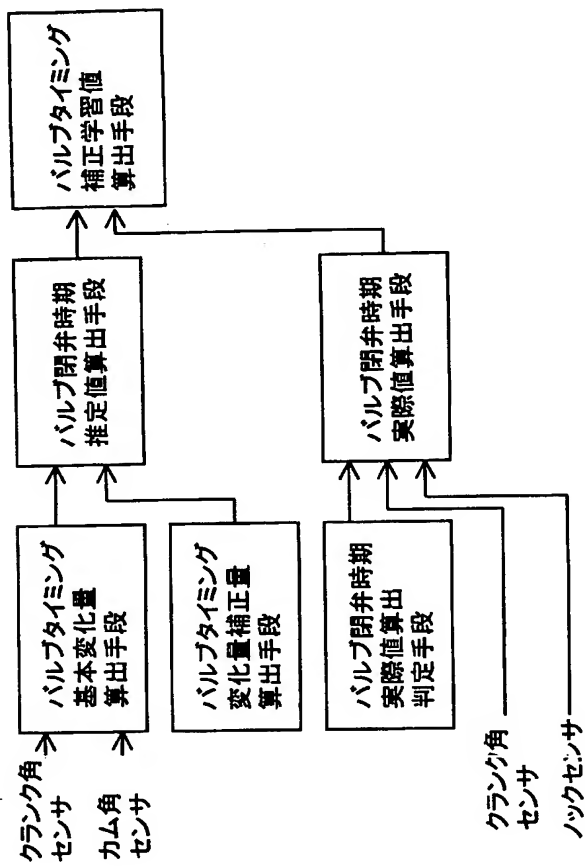 クランク角
センサ
カム角
センサ
バルブタイミング
基本変化量
算出手段
バルブタイミング
変化量補正量
算出手段
バルブ閉弁時期
推定値算出手段
バルブタイミング
補正学習値
算出手段
バルブ閉弁時期
実際値算出
判定手段
バルブ閉弁時期
実際値算出手段
クランク角
センサ
ノックセンサ